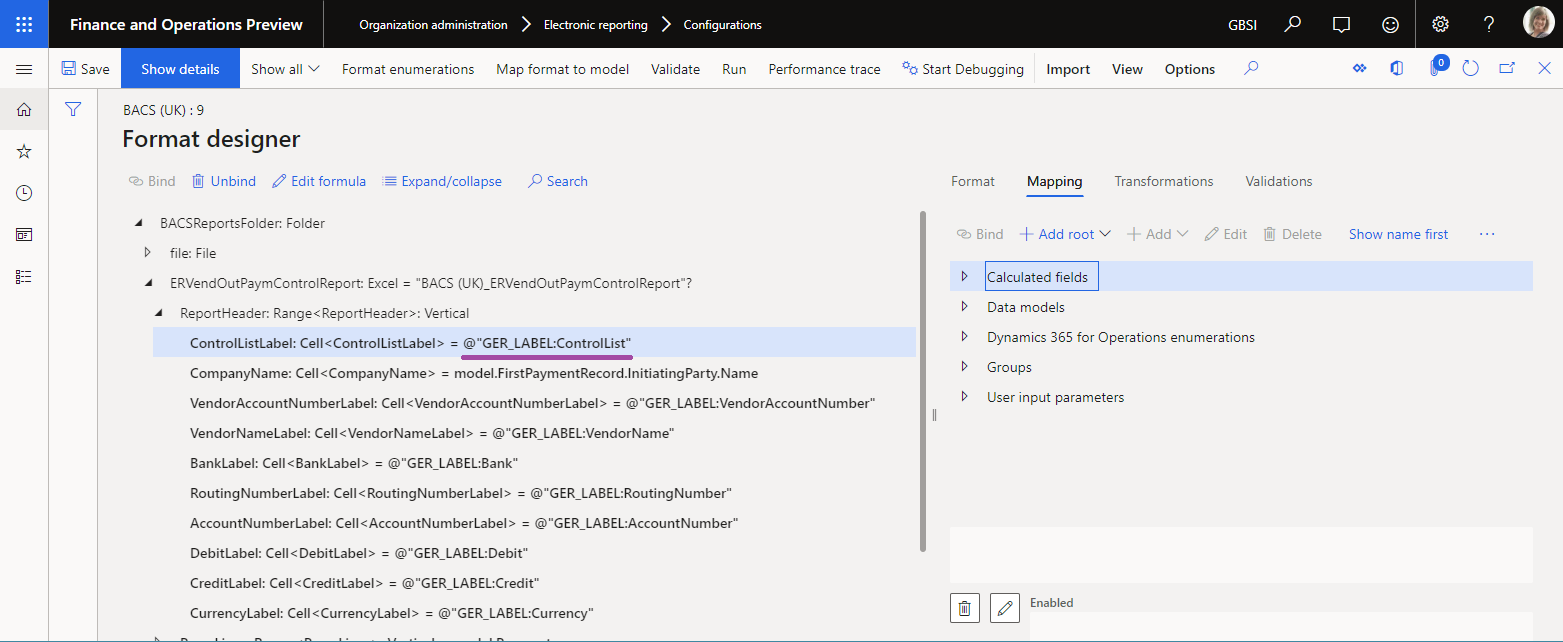 Finance and Operations Preview
Organization administration > Electronic reporting > Configurations
GBSI
Save
Show details
Show all
Format enumerations
Map format to model
Validate
Run
Performance trace
Start Debugging
Import
View
Options
0
BACS (UK) : 9
Format designer
Bind
Unbind
Edit formula
Expand/collapse
Search
BACSReportsFolder: Folder
file: File
ERVendOutPaymControlReport: Excel = "BACS (UK)_ERVendOutPaymControlReport"?
ReportHeader: Range<ReportHeader>: Vertical
ControlListLabel: Cell<ControlListLabel> = @"GER_LABEL:ControlList"
CompanyName: Cell<CompanyName> = model.FirstPaymentRecord.InitiatingParty.Name
VendorAccountNumberLabel: Cell<VendorAccountNumberLabel> = @"GER_LABEL:VendorAccountNumber"
VendorNameLabel: Cell<VendorNameLabel> = @"GER_LABEL:VendorName"
BankLabel: Cell<BankLabel> = @"GER_LABEL:Bank"
RoutingNumberLabel: Cell<RoutingNumberLabel> = @"GER_LABEL:RoutingNumber"
AccountNumberLabel: Cell<AccountNumberLabel> = @"GER_LABEL:AccountNumber"
DebitLabel: Cell<DebitLabel> = @"GER_LABEL:Debit"
CreditLabel: Cell<CreditLabel> = @"GER_LABEL:Credit"
CurrencyLabel: Cell<CurrencyLabel> = @"GER_LABEL:Currency"
Format
Mapping
Transformations
Validations
Bind
Add root
Add
Edit
Delete
Show name first
Calculated fields
Data models
Dynamics 365 for Operations enumerations
Groups
User input parameters
Enabled